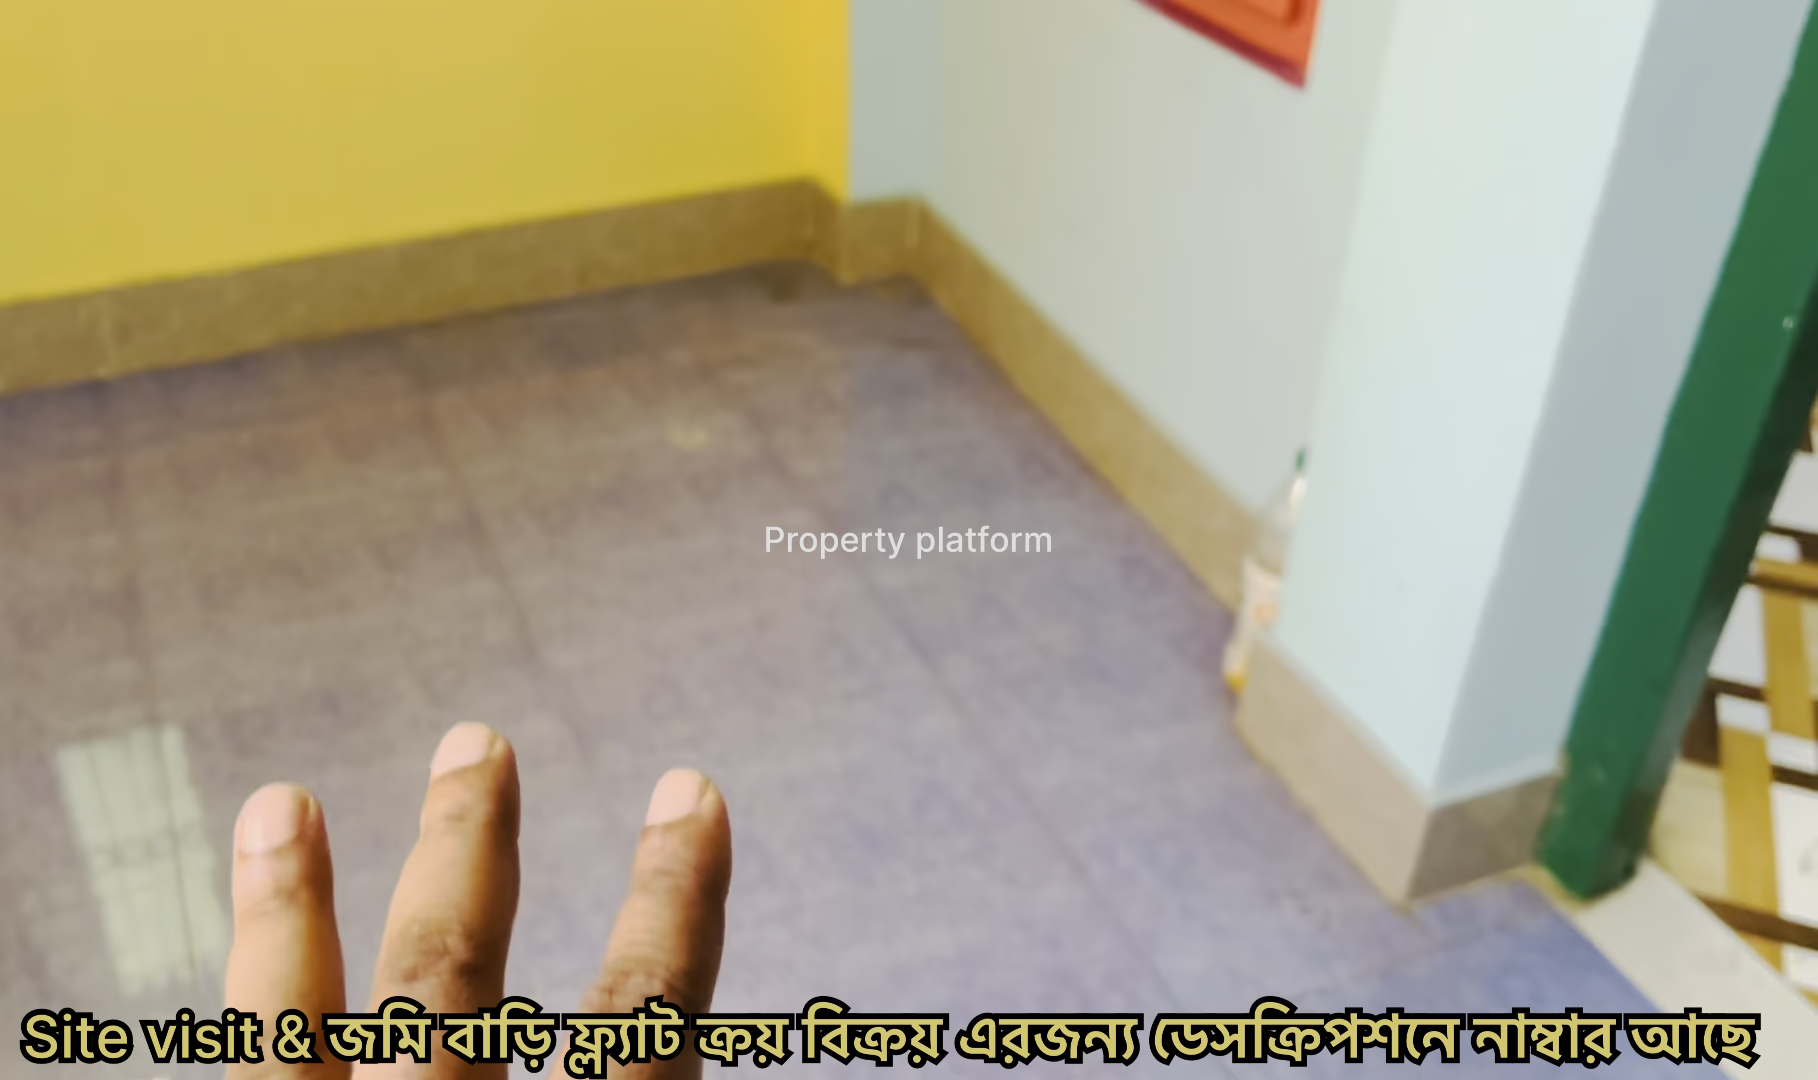 Property platform
Site visit & জমি বাড়ি ফ্ল্যাট ক্রয় বিক্রয় এরজন্য ডেসক্রিপশনে নাম্বার আছে